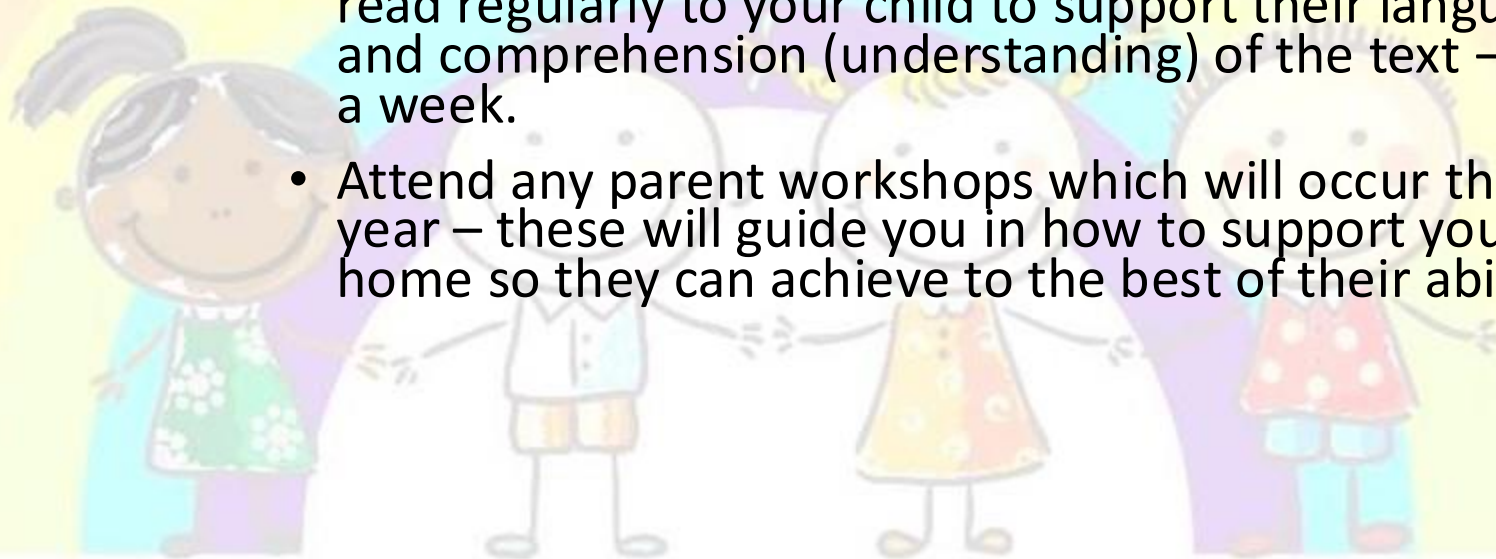 read regularly to your child to support their
and comprehension (understanding) of the text –
a week.
• Attend any parent workshops which will occur
year – these will guide you in how to support
home so they can achieve to the best of their